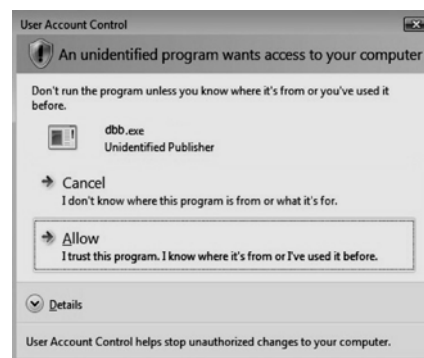 User Account Control
An unidentified program wants access to your computer
Don't run the program unless you know where it's from or you've used it
before.
dbb.exe
Unidentified Publisher
Cancel
I don't know where this program is from or what it's for.
Allow
I trust this program. I know where it's from or I've used it before.
Details
User Account Control helps stop unauthorized changes to your computer.